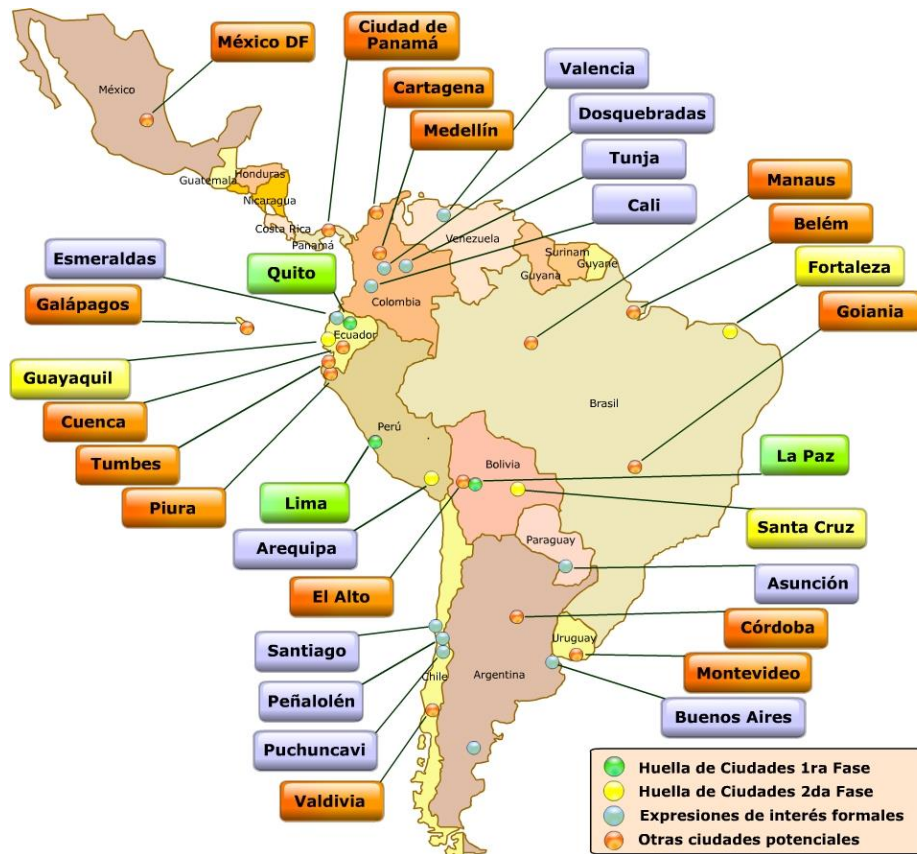 México DF
Ciudad de
Panamá
Valencia
Cartagena
Dosquebradas
México
Medellín
Tunja
Manaus
Honduras
Guatemala
Cali
Nicaragua
Belém
Costa Rica
Panamá
Venezuela
Esmeraldas
Quito
Surinam
Guyane
Guyana
Fortaleza
Colombia
Galápagos
Goiania
Ecuador
Guayaquil
Brasil
Cuenca
Perú
Tumbes
Bolivia
La Paz
Piura
Lima
Santa Cruz
Arequipa
Paraguay
Asunción
El Alto
Córdoba
Uruguay
Santiago
Montevideo
Chile
Argentina
Peñalolén
Buenos Aires
Puchuncavi
Valdivia
Huella de Ciudades 1ra Fase
Huella de Ciudades 2da Fase
Expresiones de interés formales
Otras ciudades potenciales